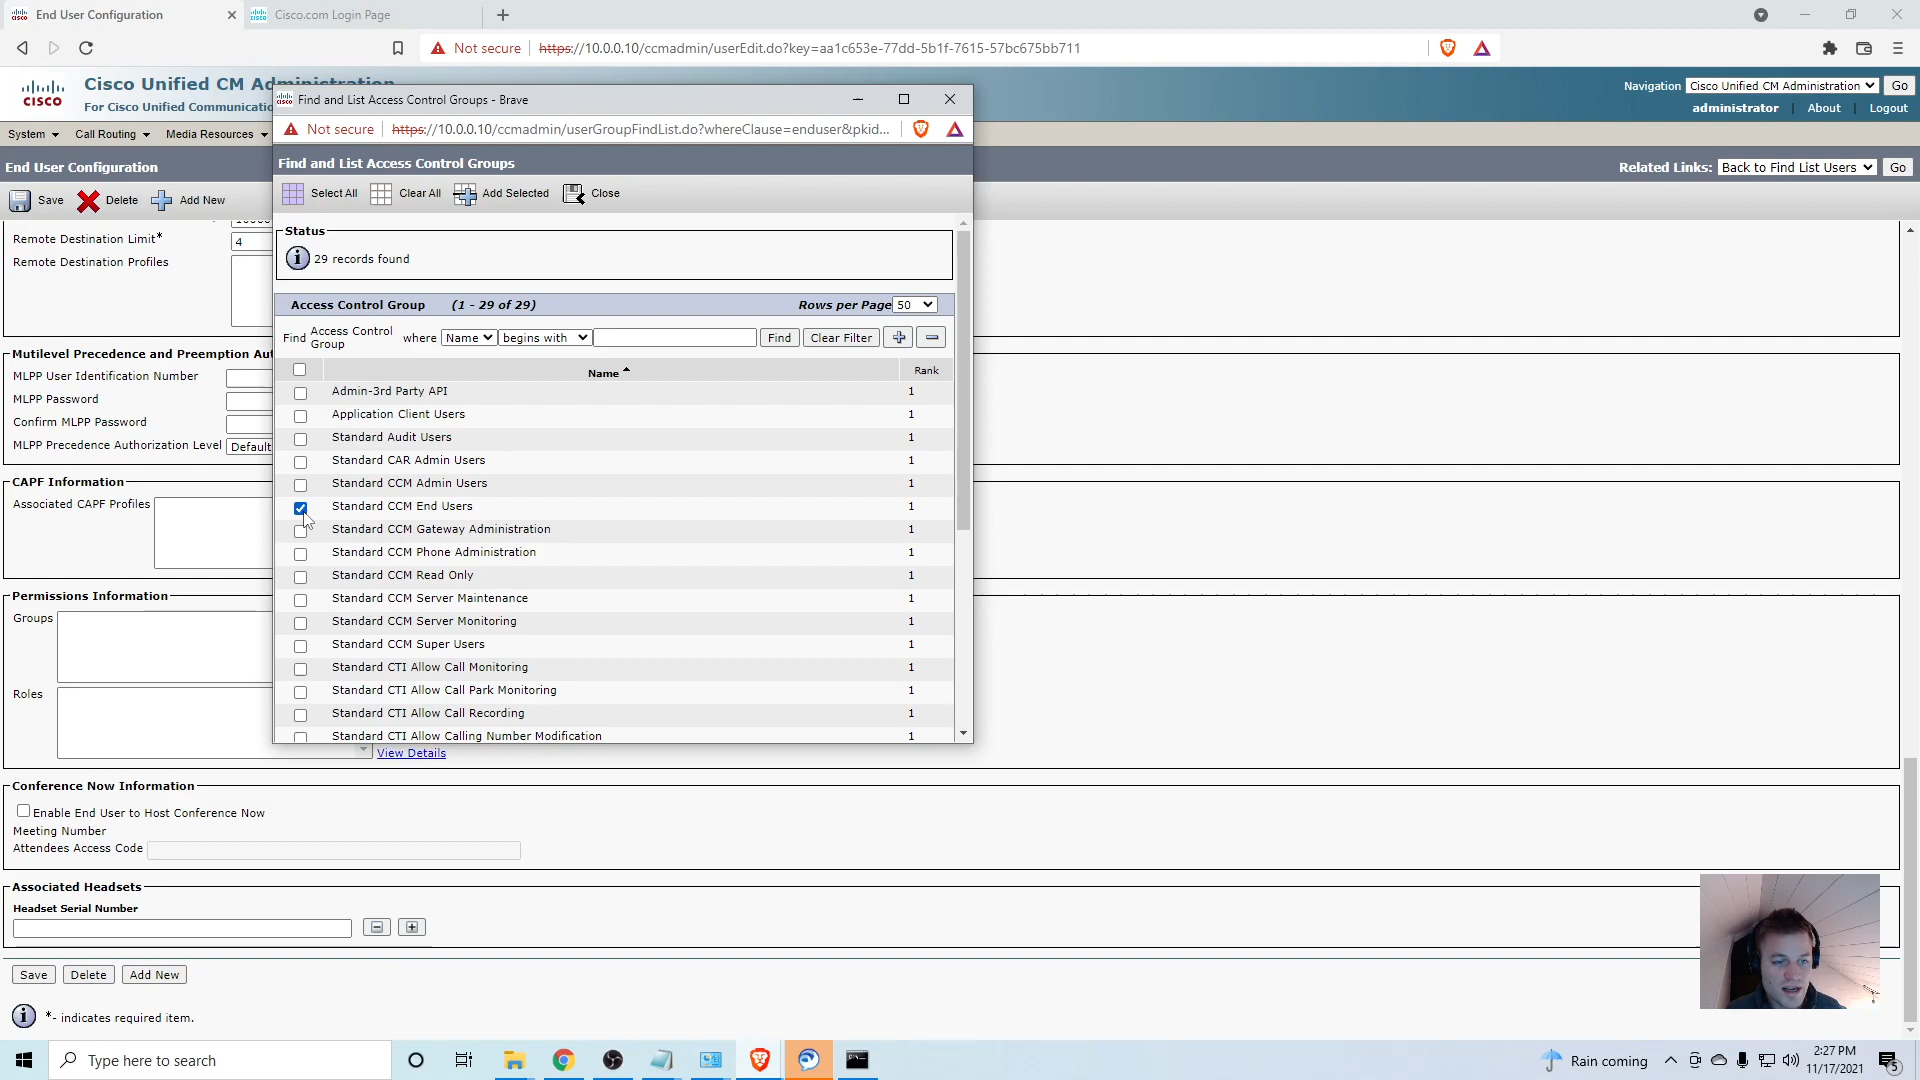 End User Configuration
Cisco.com Login Page
Not secure https://10.0.0.10/ccmadmin/userEdit.do?key=aa1c653e-77dd-5b1f-7615-57bc675bb711
CISCO
Cisco Unified CM Administration
For Cisco Unified Communicatio
Navigation Cisco Unified CM Administration Go
administrator About Logout
System Call Routing Media Resources
End User Configuration
Related Links: Back to Find List Users Go
Save Delete Add New
Remote Destination Limit* 4
Remote Destination Profiles
Mutilevel Precedence and Preemption Aut
MLPP User Identification Number
MLPP Password
Confirm MLPP Password
MLPP Precedence Authorization Level Default
CAPF Information
Associated CAPF Profiles
Permissions Information
Groups
Roles
View Details
Conference Now Information
Enable End User to Host Conference Now
Meeting Number
Attendees Access Code
Associated Headsets
Headset Serial Number
Save Delete Add New
*- indicates required item.
Find and List Access Control Groups - Brave
Not secure https://10.0.0.10/ccmadmin/userGroupFindList.do?whereClause=enduser&pkid...
Find and List Access Control Groups
Select All Clear All Add Selected Close
Status
29 records found
Access Control Group (1 - 29 of 29) Rows per Page 50
Find Access Control Group where Name begins with Find Clear Filter
Name Rank
Admin-3rd Party API 1
Application Client Users 1
Standard Audit Users 1
Standard CAR Admin Users 1
Standard CCM Admin Users 1
Standard CCM End Users 1
Standard CCM Gateway Administration 1
Standard CCM Phone Administration 1
Standard CCM Read Only 1
Standard CCM Server Maintenance 1
Standard CCM Server Monitoring 1
Standard CCM Super Users 1
Standard CTI Allow Call Monitoring 1
Standard CTI Allow Call Park Monitoring 1
Standard CTI Allow Call Recording 1
Standard CTI Allow Calling Number Modification 1
Type here to search
Rain coming
2:27 PM
11/17/2021
5